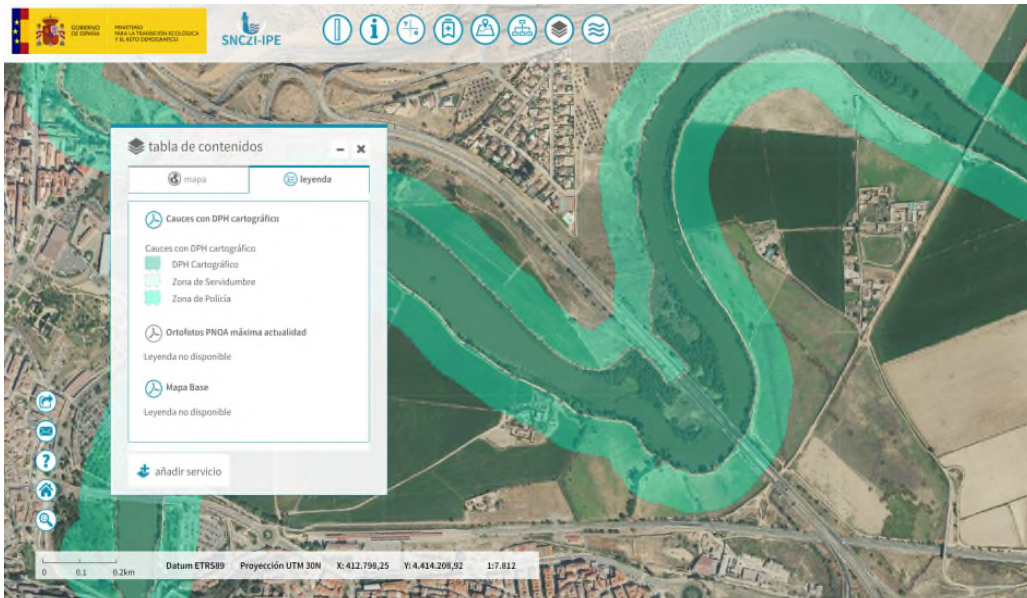 GOBIERNO
DE ESPAÑA
MINISTERIO
PARA LA TRANSICIÓN ECOLÓGICA
Y EL RETO DEMOGRÁFICO
SNCZI-IPE
tabla de contenidos
mapa
leyenda
Cauces con DPH cartográfico
Cauces con DPH cartográfico
DPH Cartográfico
Zona de Servidumbre
Zona de Policía
Ortofotos PNOA máxima actualidad
Leyenda no disponible
Mapa Base
Leyenda no disponible
añadir servicio
0 0.1 0.2km
Datum ETRS89 Proyección UTM 30N X: 412.798,25 Y: 4.414.208,92 1:7.812